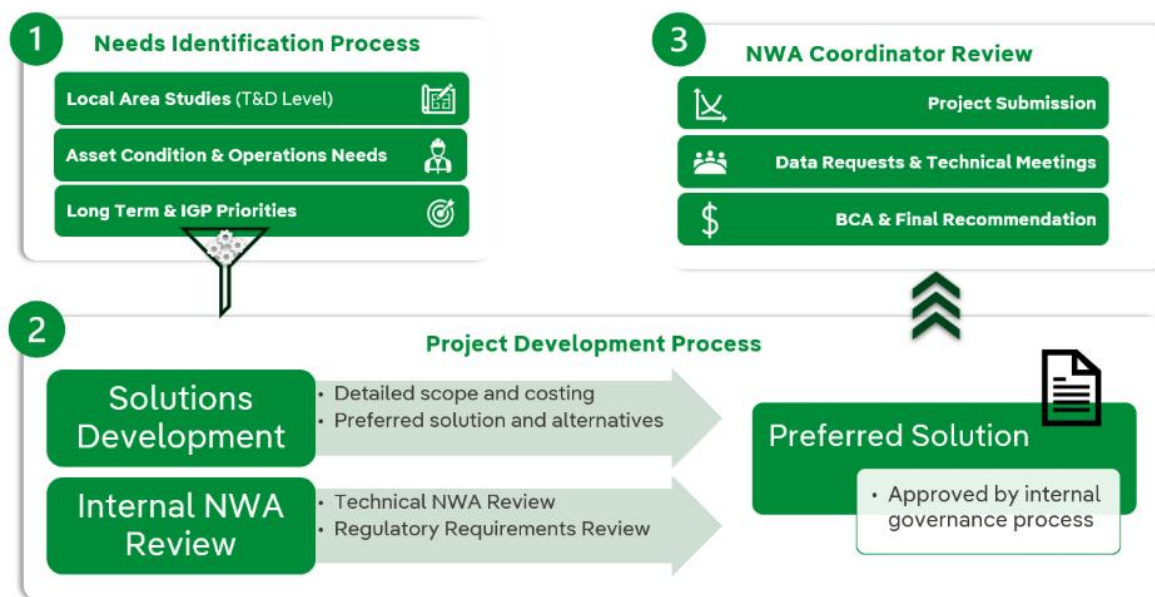 1
Needs Identification Process
Local Area Studies (T&D Level)
Asset Condition & Operations Needs
Long Term & IGP Priorities
3
NWA Coordinator Review
Project Submission
Data Requests & Technical Meetings
$
BCA & Final Recommendation
2
Project Development Process
Solutions
Development
• Detailed scope and costing
• Preferred solution and alternatives
Internal NWA
Review
• Technical NWA Review
• Regulatory Requirements Review
Preferred Solution
• Approved by internal
governance process